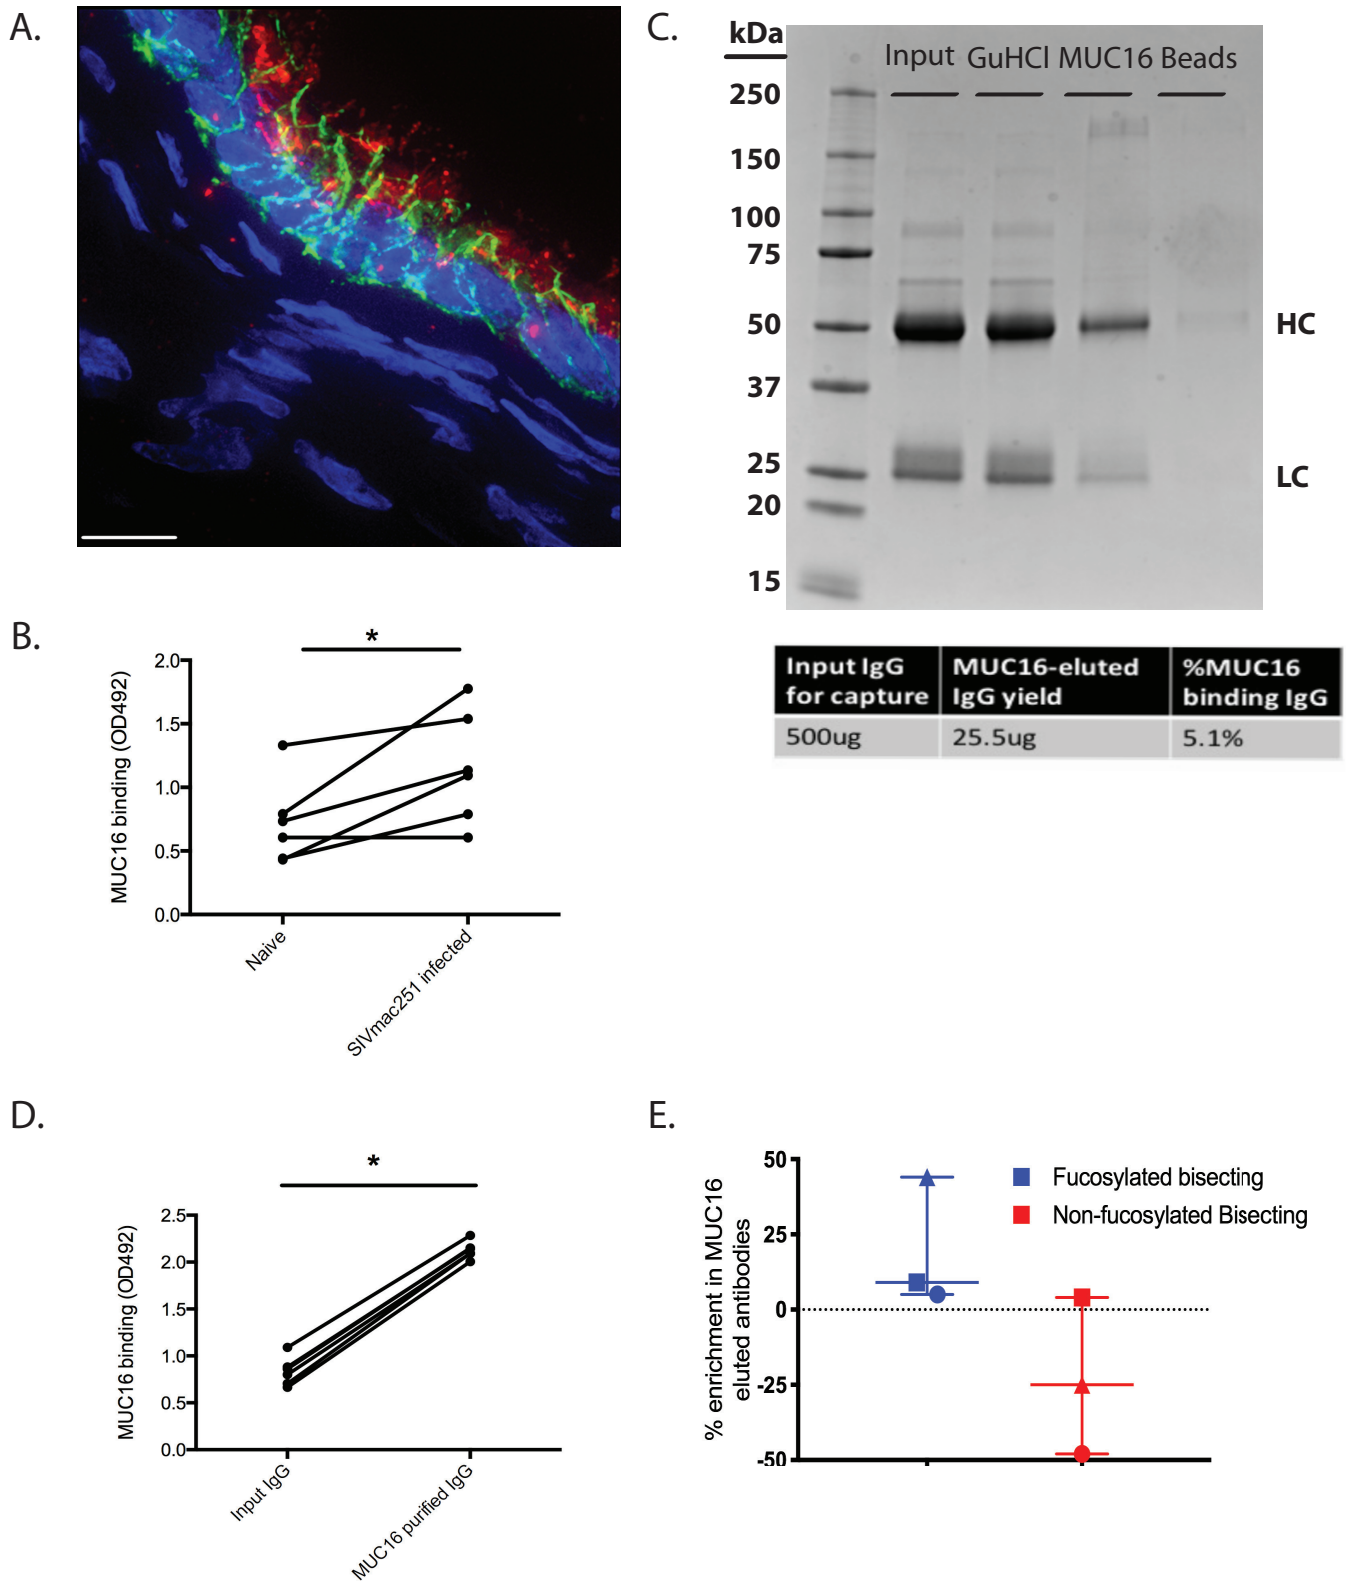 A.
C.
kDa
Input GuHCl MUC16 Beads
250
150
100
75
50
37
25
20
15
HC
LC
Input IgG for capture
MUC16-eluted IgG yield
%MUC16 binding IgG
500ug
25.5ug
5.1%
B.
*
MUC16 binding (OD492)
2.0
1.5
1.0
0.5
0.0
Naive
SIVmac251 infected
D.
*
MUC16 binding (OD492)
2.5
2.0
1.5
1.0
0.5
0.0
Input IgG
MUC16 purified IgG
E.
% enrichment in MUC16
eluted antibodies
50
25
0
-25
-50
Fucosylated bisecting
Non-fucosylated Bisecting